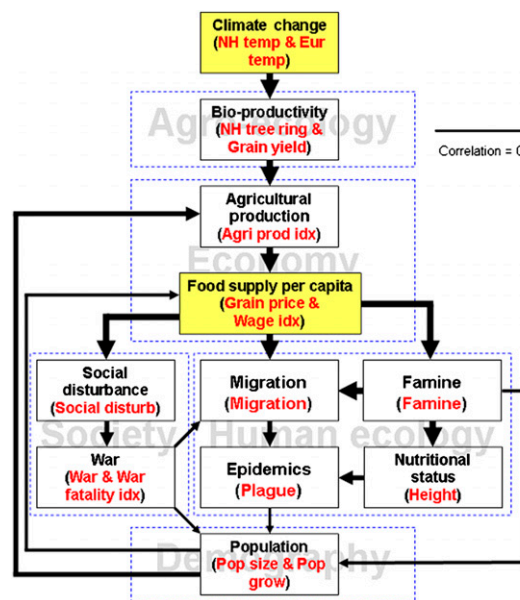 Climate change
(NH temp & Eur
temp)
Agro-ecology
Bio-productivity
(NH tree ring &
Grain yield)
Correlation = 0
Agricultural
production
(Agri prod idx)
Economy
Food supply per capita
(Grain price &
Wage idx)
Social
disturbance
(Social disturb)
Migration
(Migration)
Famine
(Famine)
Society
Human ecology
War
(War & War
fatality idx)
Epidemics
(Plague)
Nutritional
status
(Height)
Demography
Population
(Pop size & Pop
grow)